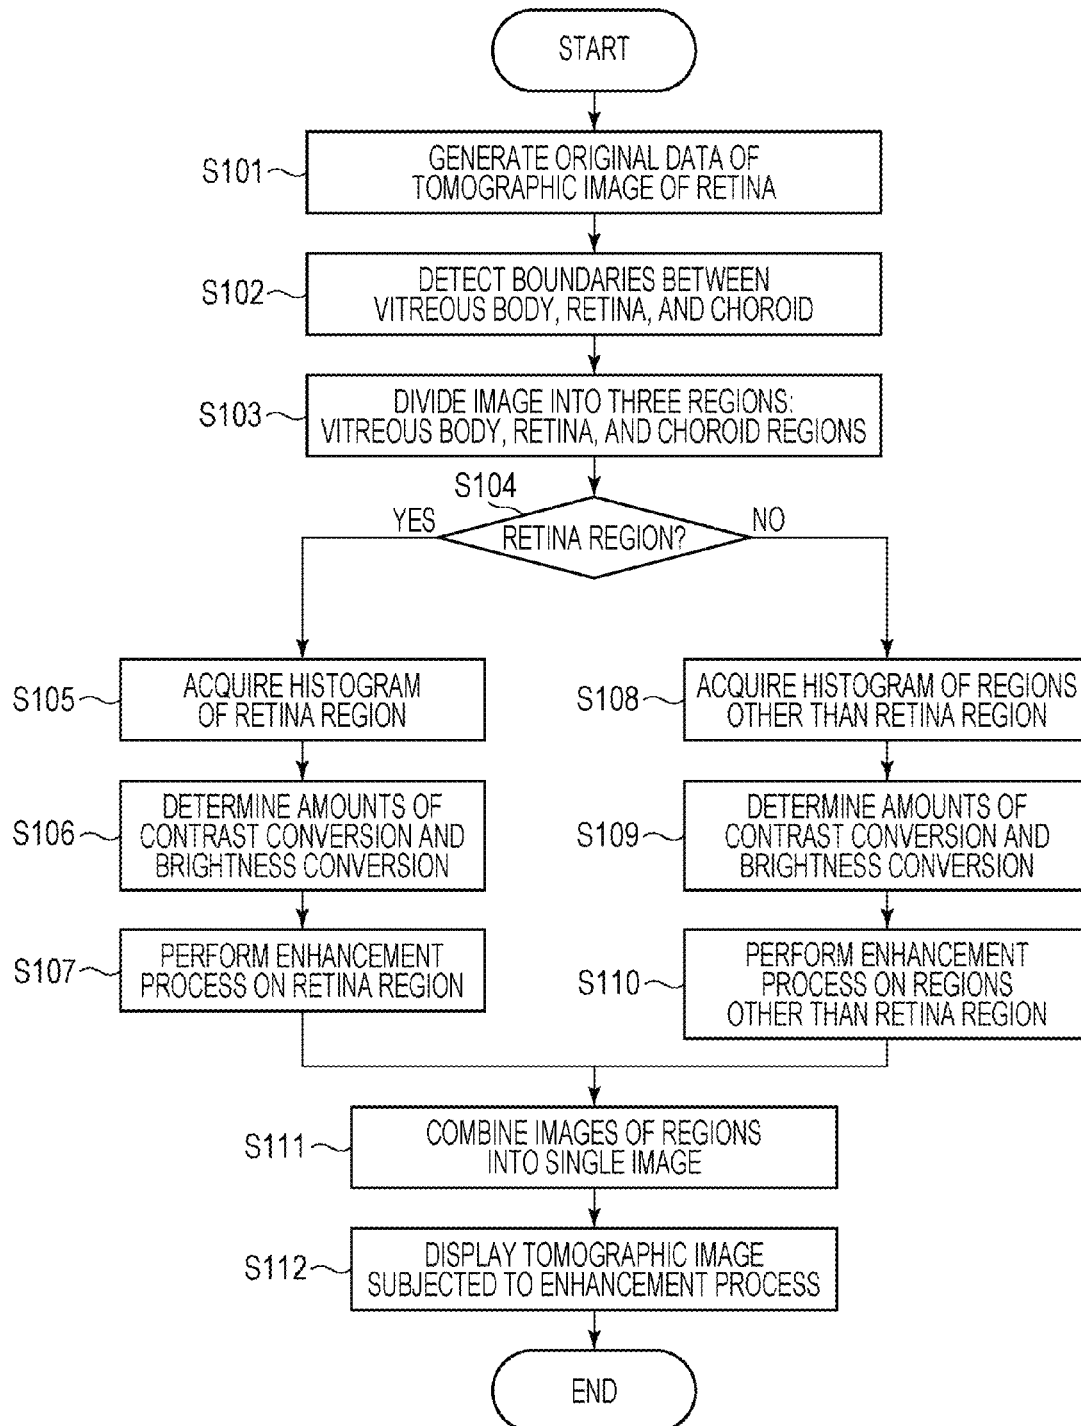 START
S101
GENERATE ORIGINAL DATA OF
TOMOGRAPHIC IMAGE OF RETINA
S102
DETECT BOUNDARIES BETWEEN
VITREOUS BODY, RETINA, AND CHOROID
S103
DIVIDE IMAGE INTO THREE REGIONS:
VITREOUS BODY, RETINA, AND CHOROID REGIONS
S104
YES
RETINA REGION?
NO
S105
ACQUIRE HISTOGRAM
OF RETINA REGION
S106
DETERMINE AMOUNTS OF
CONTRAST CONVERSION AND
BRIGHTNESS CONVERSION
S107
PERFORM ENHANCEMENT
PROCESS ON RETINA REGION
S108
ACQUIRE HISTOGRAM OF REGIONS
OTHER THAN RETINA REGION
S109
DETERMINE AMOUNTS OF
CONTRAST CONVERSION AND
BRIGHTNESS CONVERSION
S110
PERFORM ENHANCEMENT
PROCESS ON REGIONS
OTHER THAN RETINA REGION
S111
COMBINE IMAGES OF REGIONS
INTO SINGLE IMAGE
S112
DISPLAY TOMOGRAPHIC IMAGE
SUBJECTED TO ENHANCEMENT PROCESS
END